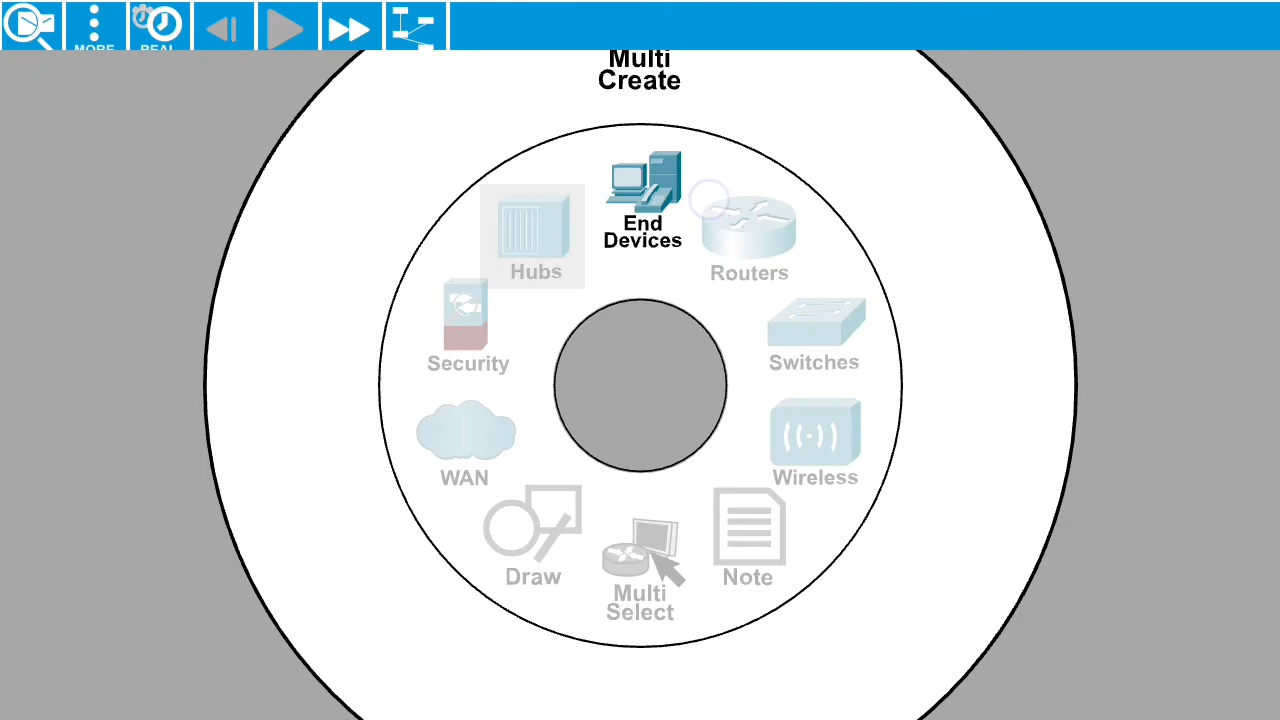 MORE
REAL
Multi
Create
End
Devices
Hubs
Routers
Security
Switches
WAN
Wireless
Draw
Multi
Select
Note